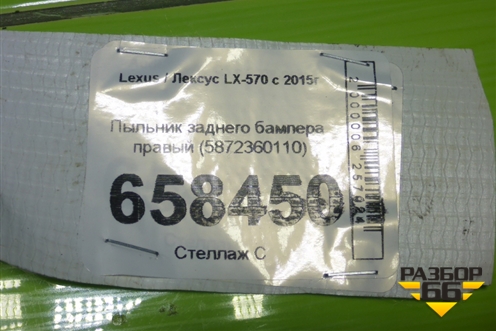 Lexus / Лексус LX-570 с 2015г
Пыльник заднего бампера
правый (5872360110)
658450
Стеллаж С
РАЗБОР
66